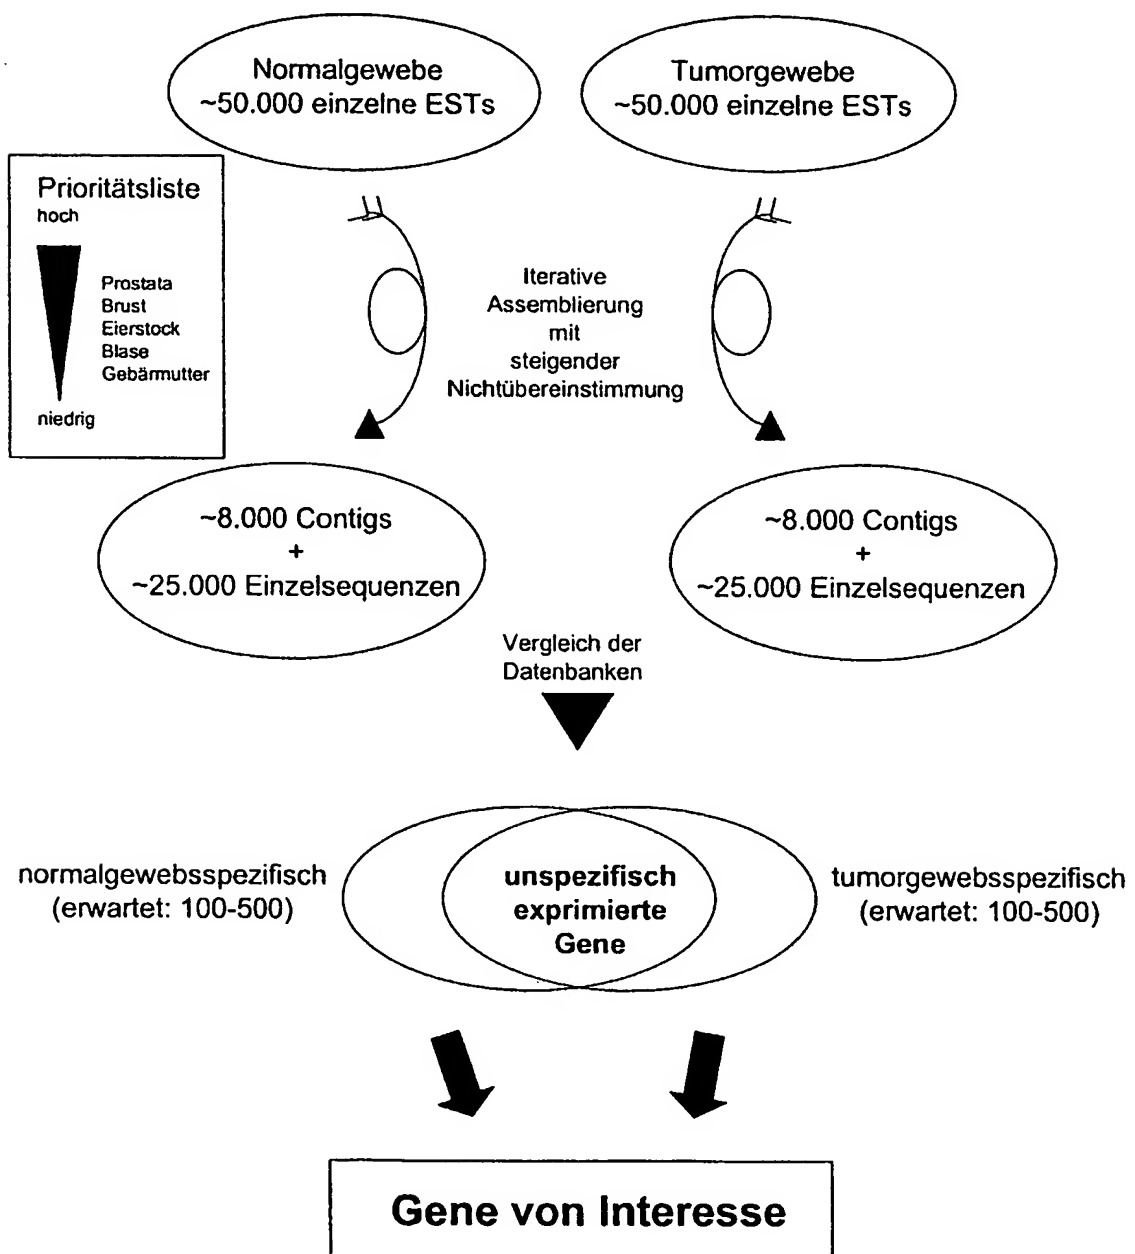 Normalgewebe
~50.000 einzelne ESTs
Tumorgewebe
~50.000 einzelne ESTs
Prioritätsliste
hoch
Prostata
Brust
Eierstock
Blase
Gebärmutter
niedrig
Iterative
Assemblierung
mit
steigender
Nichtübereinstimmung
~8.000 Contigs
+
~25.000 Einzelsequenzen
~8.000 Contigs
+
~25.000 Einzelsequenzen
Vergleich der
Datenbanken
normalgewebsspezifisch
(erwartet: 100-500)
unspezifisch
exprimierte
Gene
tumorgewebsspezifisch
(erwartet: 100-500)
Gene von Interesse